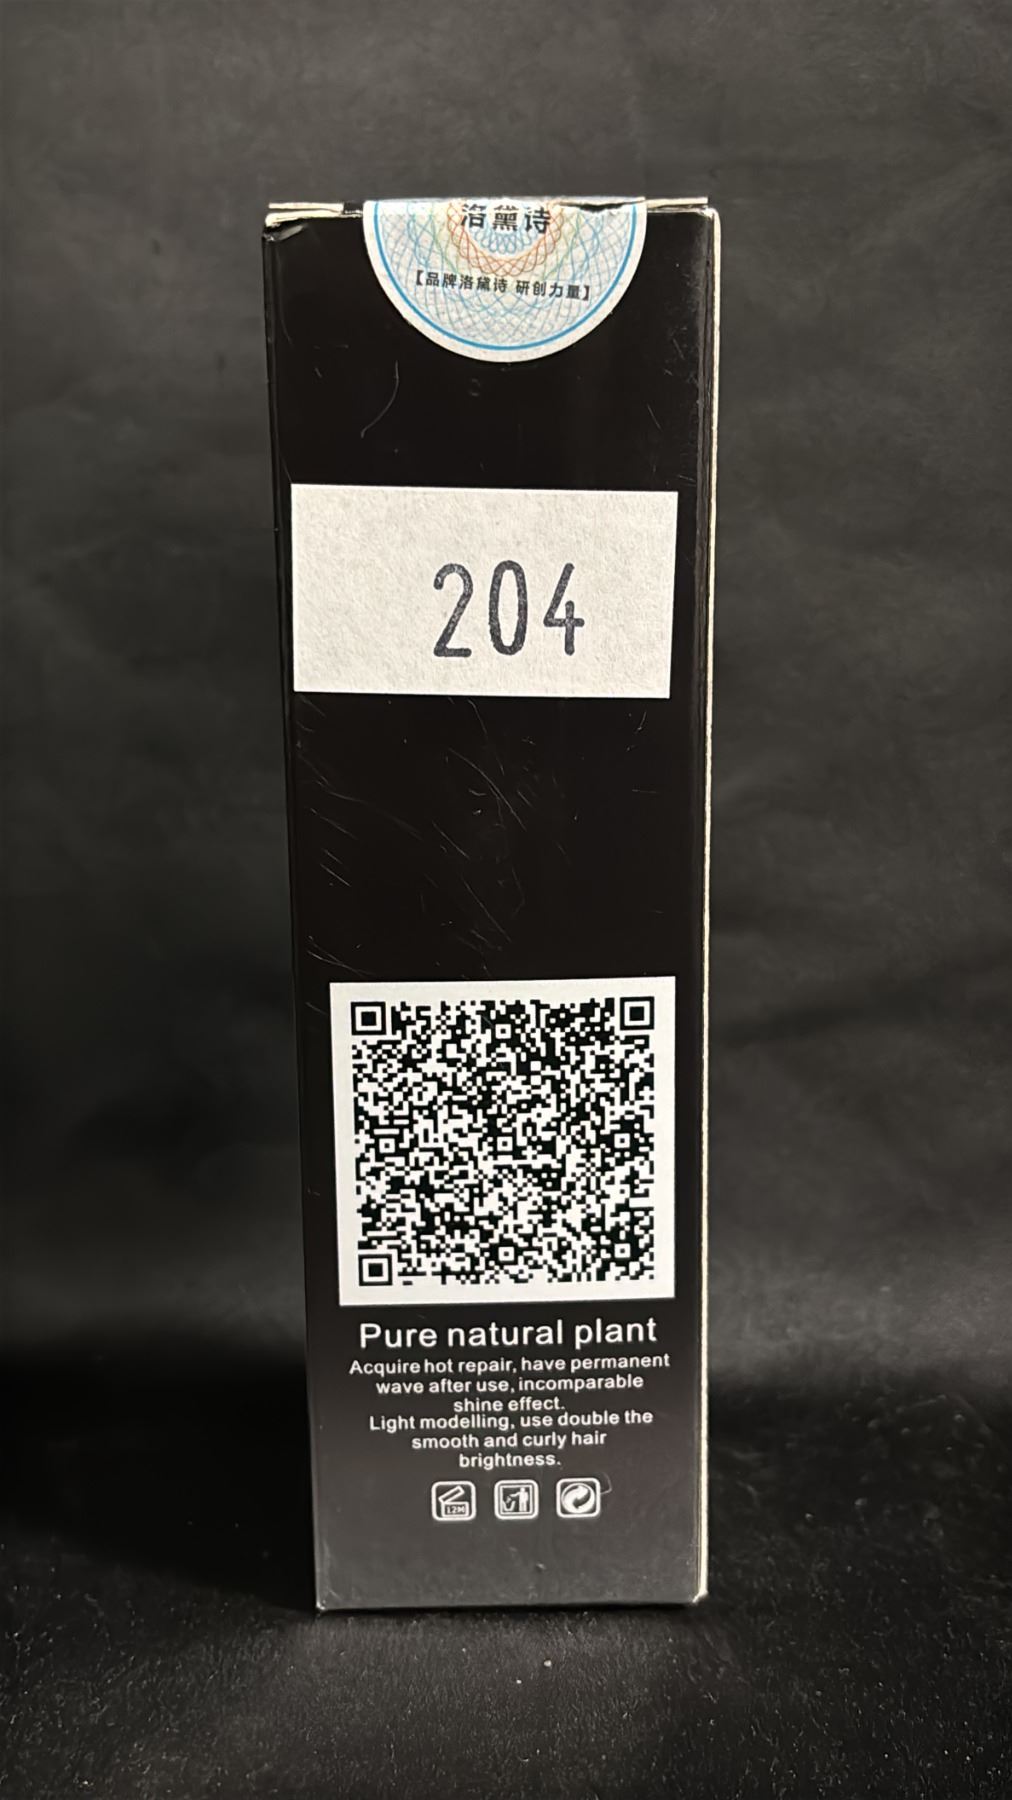 洛黛诗
【品牌洛黛诗 研创力量】
204
Pure natural plant
Acquire hot repair, have permanent
wave after use, incomparable
shine effect.
Light modelling, use double the
smooth and curly hair
brightness.
12M